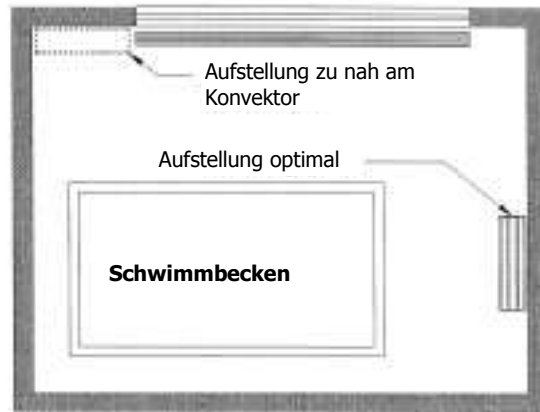 Aufstellung zu nah am
Konvektor
Aufstellung optimal
Schwimmbecken